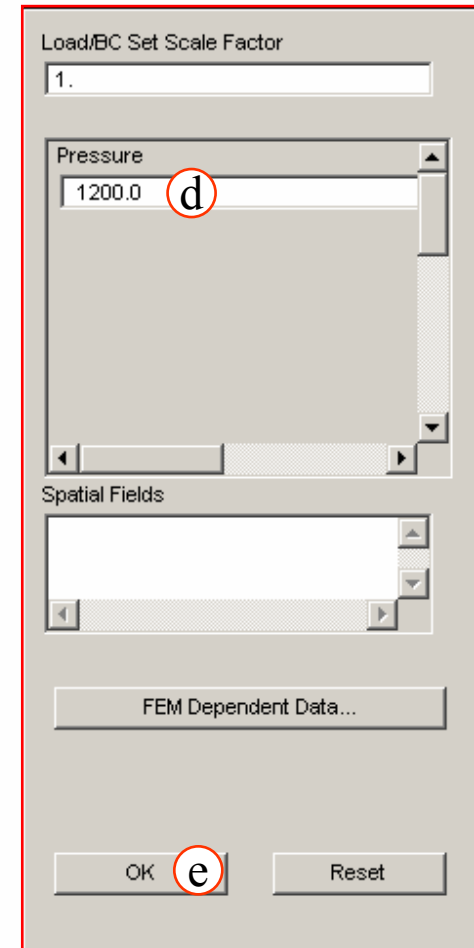 Load/BC Set Scale Factor
1.
Pressure
1200.0 d
Spatial Fields
FEM Dependent Data...
OK e Reset